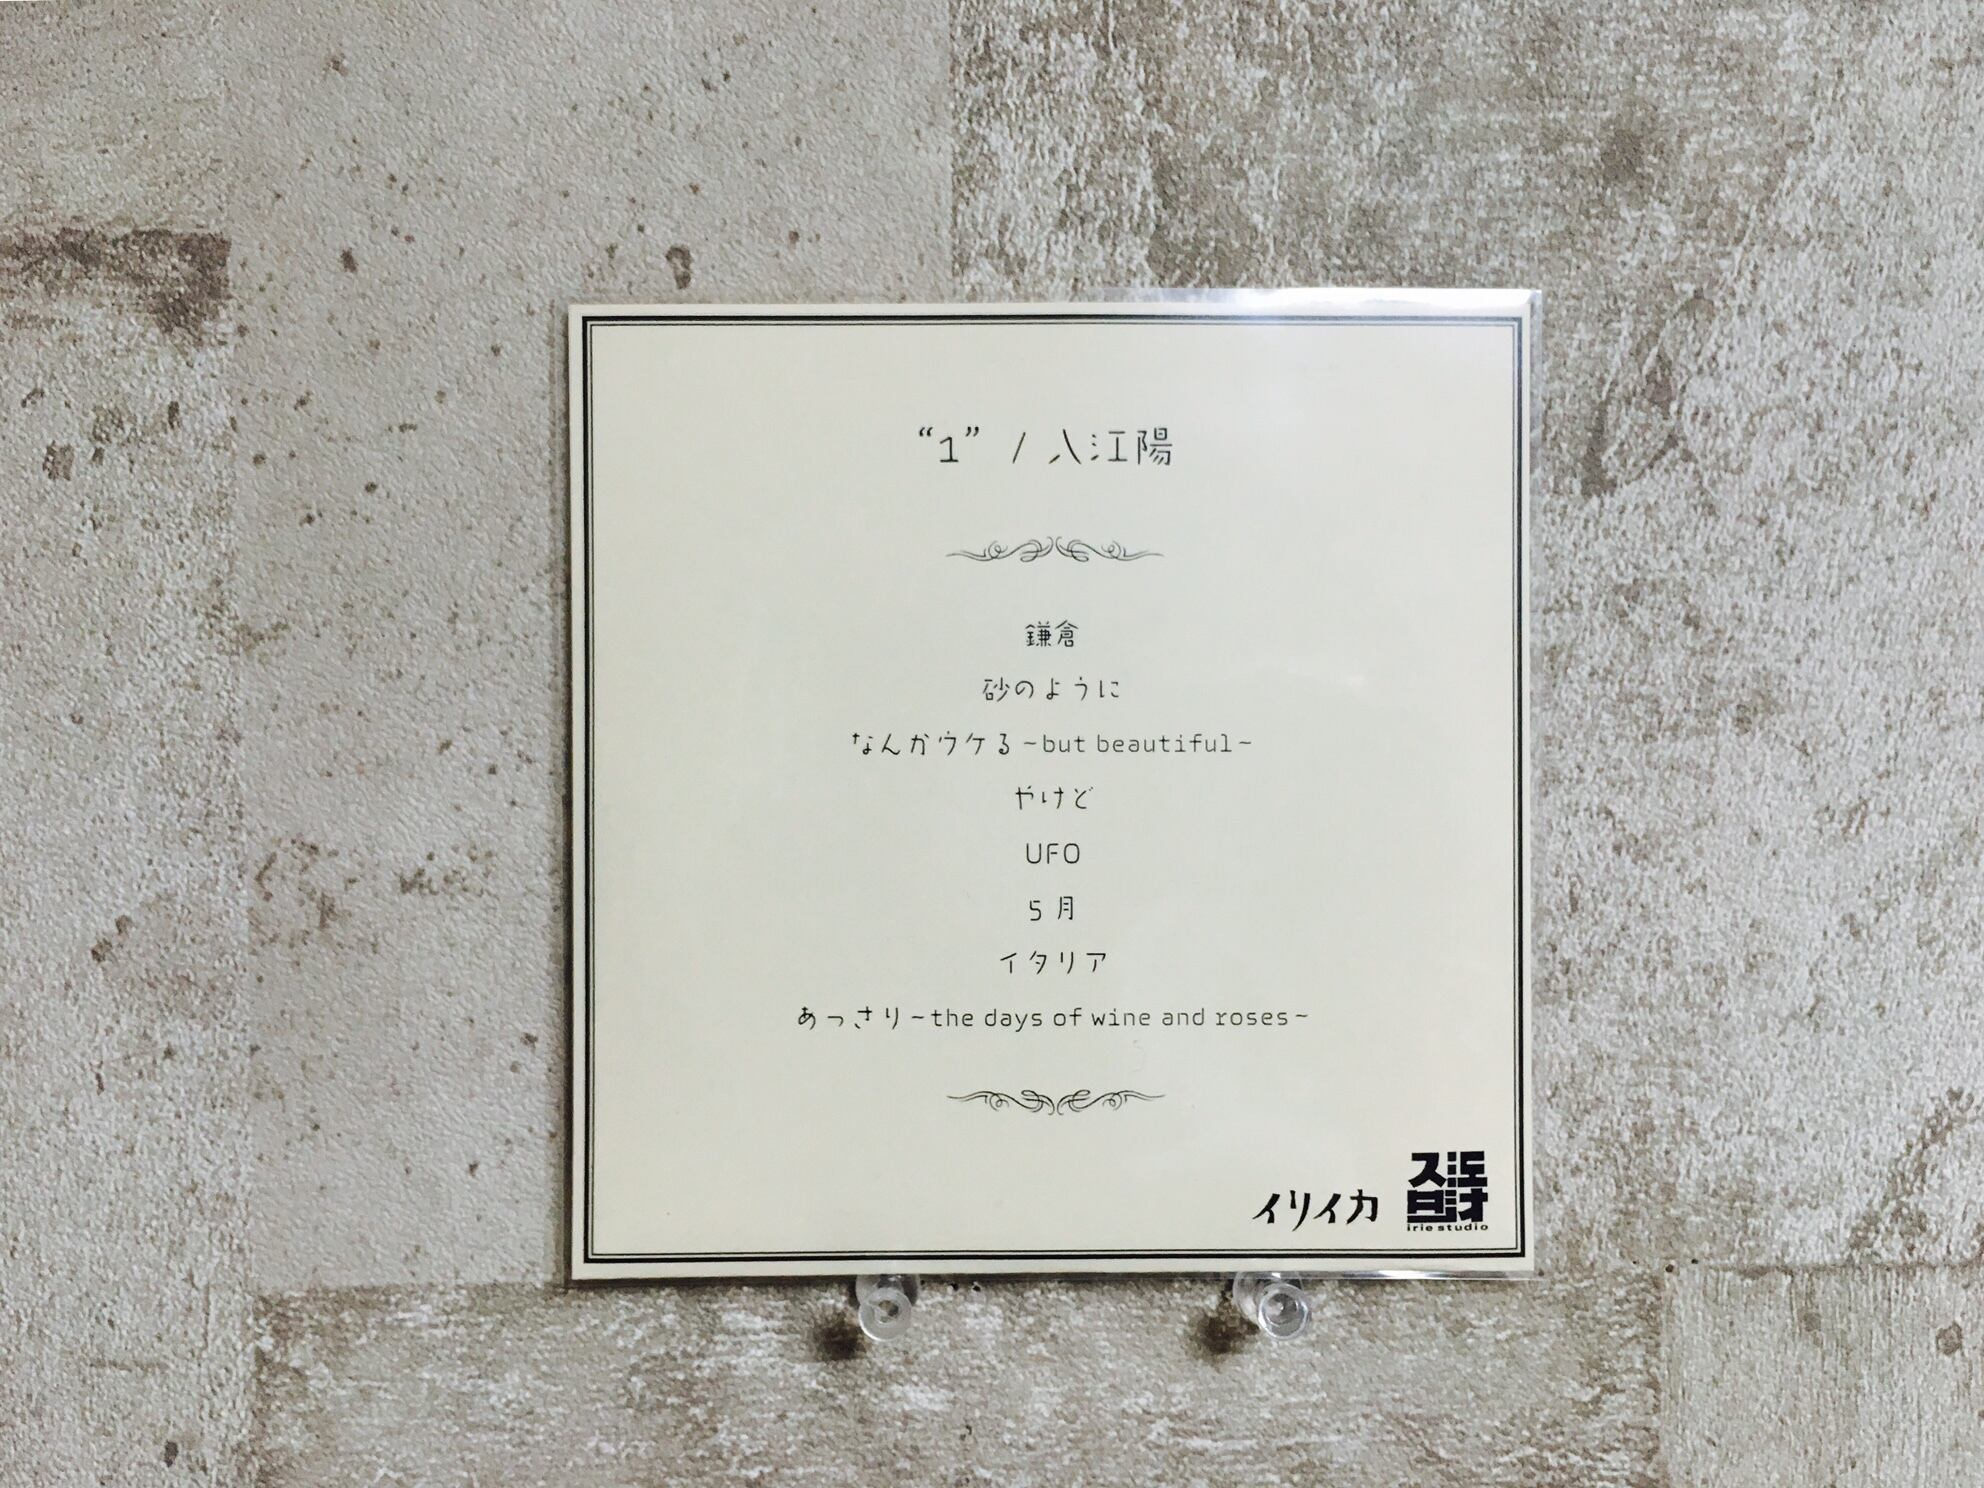 “1” / 入江陽
鎌倉
砂のように
なんかウケる~but beautiful~
やけど
UFO
5月
イタリア
あっさり~the days of wine and roses~
イリイカ
irie studio